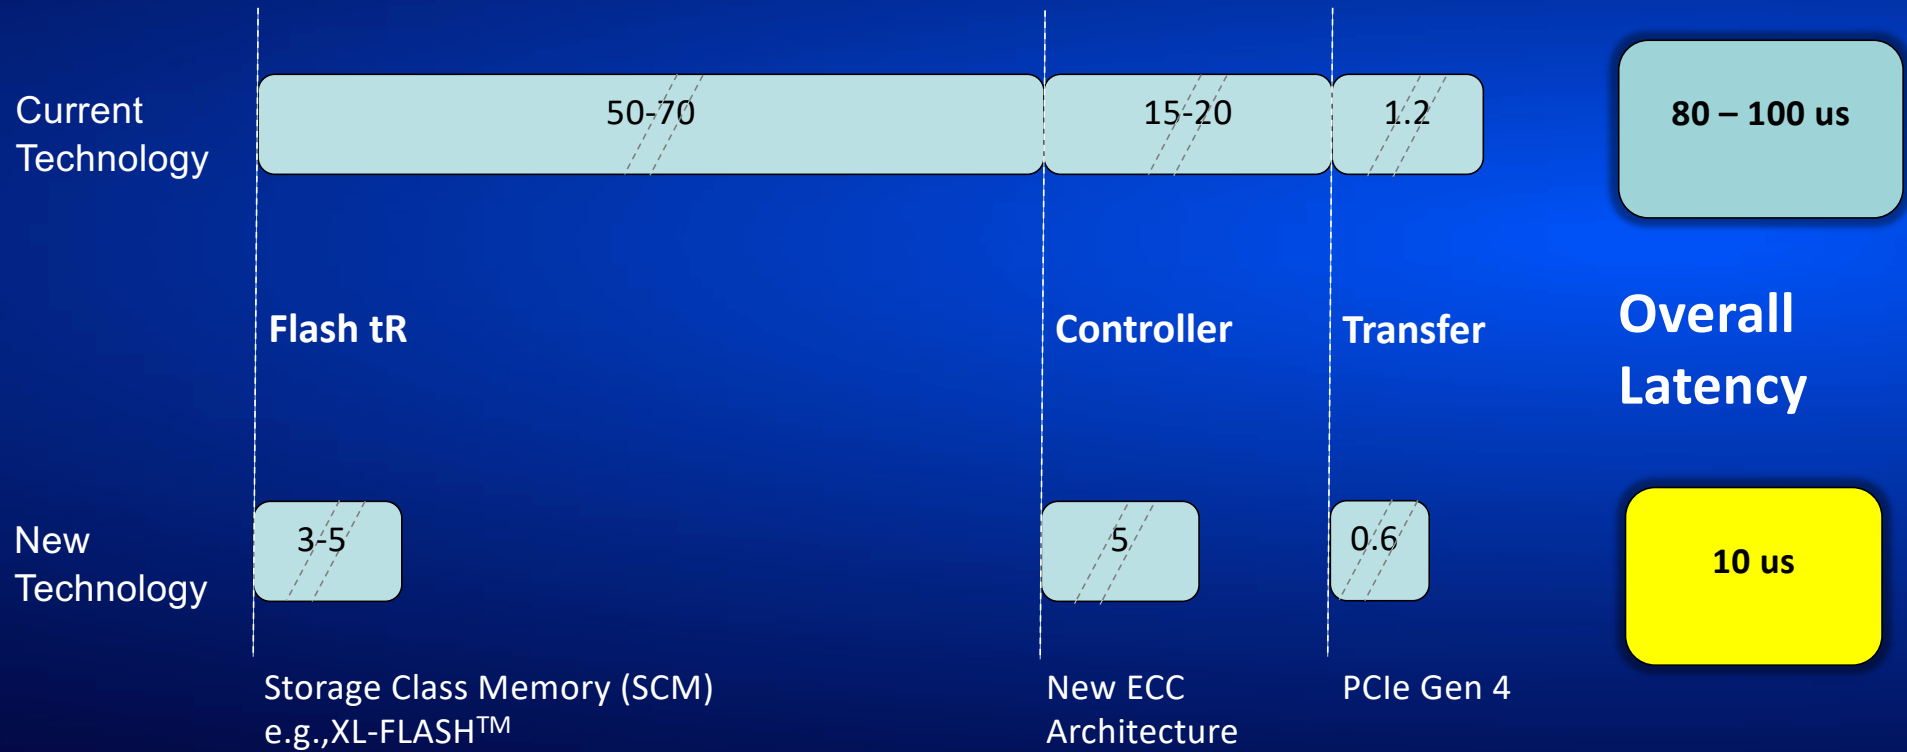 Current
Technology
50-70
15-20
1.2
80 – 100 us
Flash tR
Controller
Transfer
Overall
Latency
New
Technology
3-5
5
0.6
10 us
Storage Class Memory (SCM)
e.g.,XL-FLASH™
New ECC
Architecture
PCIe Gen 4